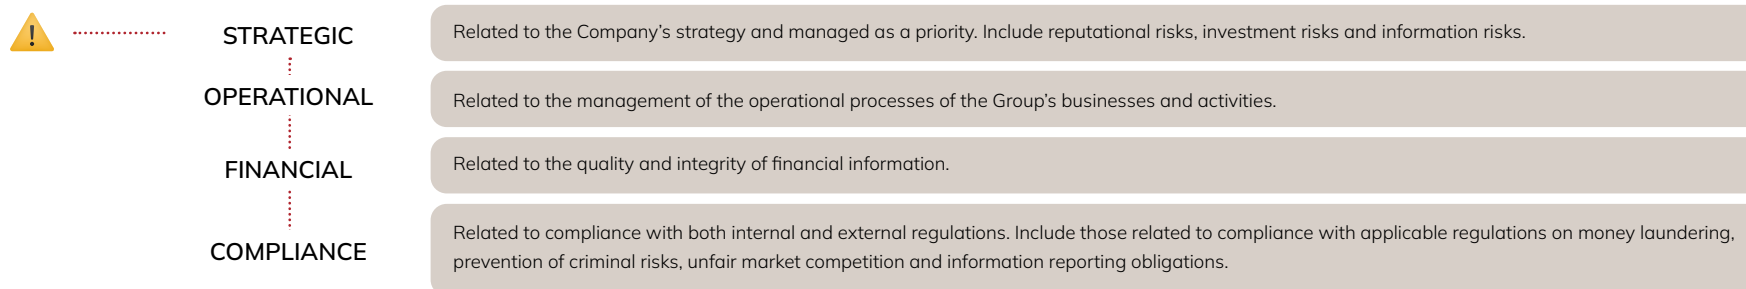 STRATEGIC
Related to the Company’s strategy and managed as a priority. Include reputational risks, investment risks and information risks.
OPERATIONAL
Related to the management of the operational processes of the Group’s businesses and activities.
FINANCIAL
Related to the quality and integrity of financial information.
COMPLIANCE
Related to compliance with both internal and external regulations. Include those related to compliance with applicable regulations on money laundering,
prevention of criminal risks, unfair market competition and information reporting obligations.